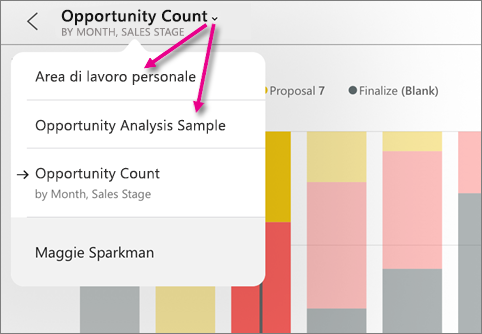 Opportunity Count
BY MONTH, SALES STAGE
Area di lavoro personale
Proposal 7 Finalize (Blank)
Opportunity Analysis Sample
Opportunity Count
by Month, Sales Stage
Maggie Sparkman